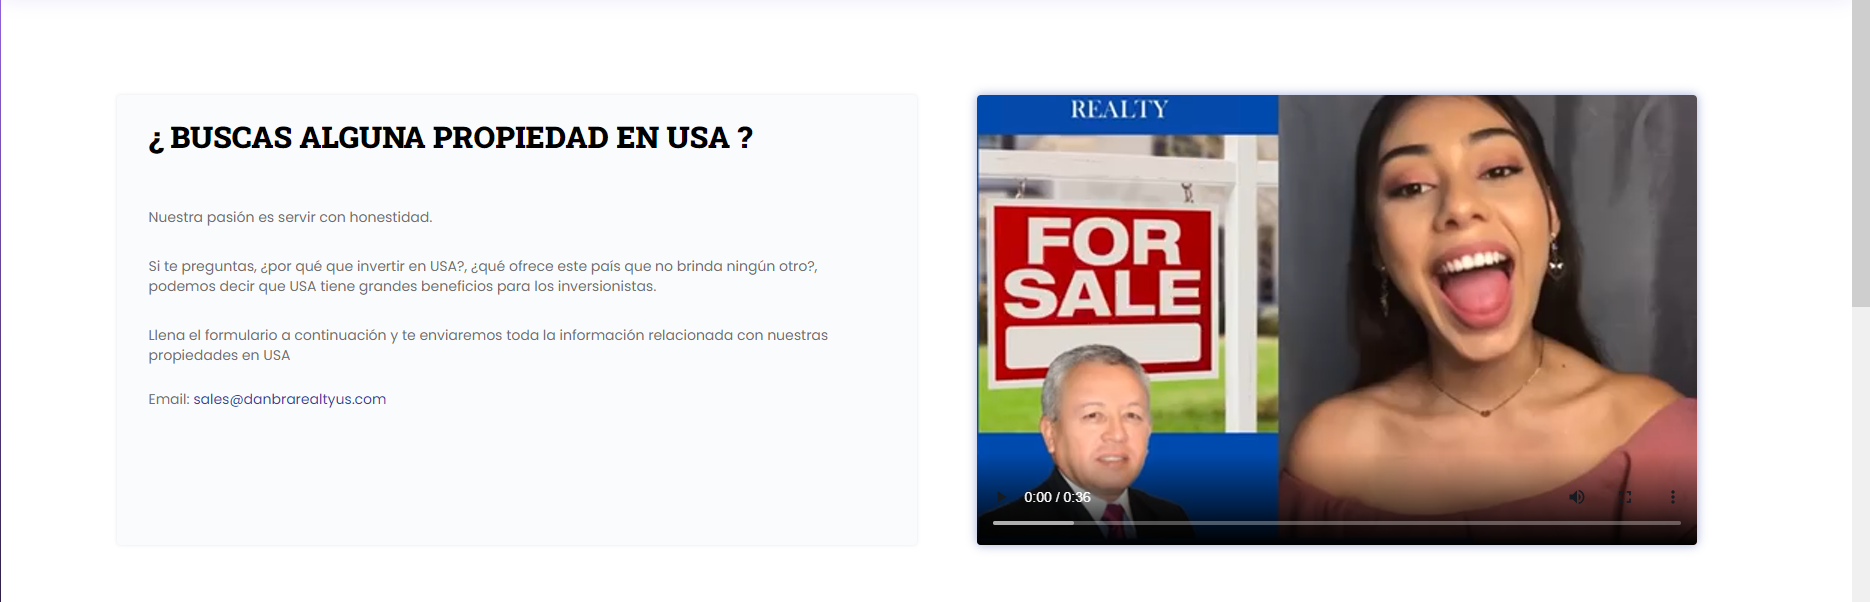 ¿ BUSCAS ALGUNA PROPIEDAD EN USA ?
Nuestra pasión es servir con honestidad.
Si te preguntas, ¿por qué que invertir en USA?, ¿qué ofrece este país que no brinda ningún otro?,
podemos decir que USA tiene grandes beneficios para los inversionistas.
Llena el formulario a continuación y te enviaremos toda la información relacionada con nuestras
propiedades en USA
Email: sales@danbrarealtyus.com
REALTY
FOR
SALE
0:00 / 0:36